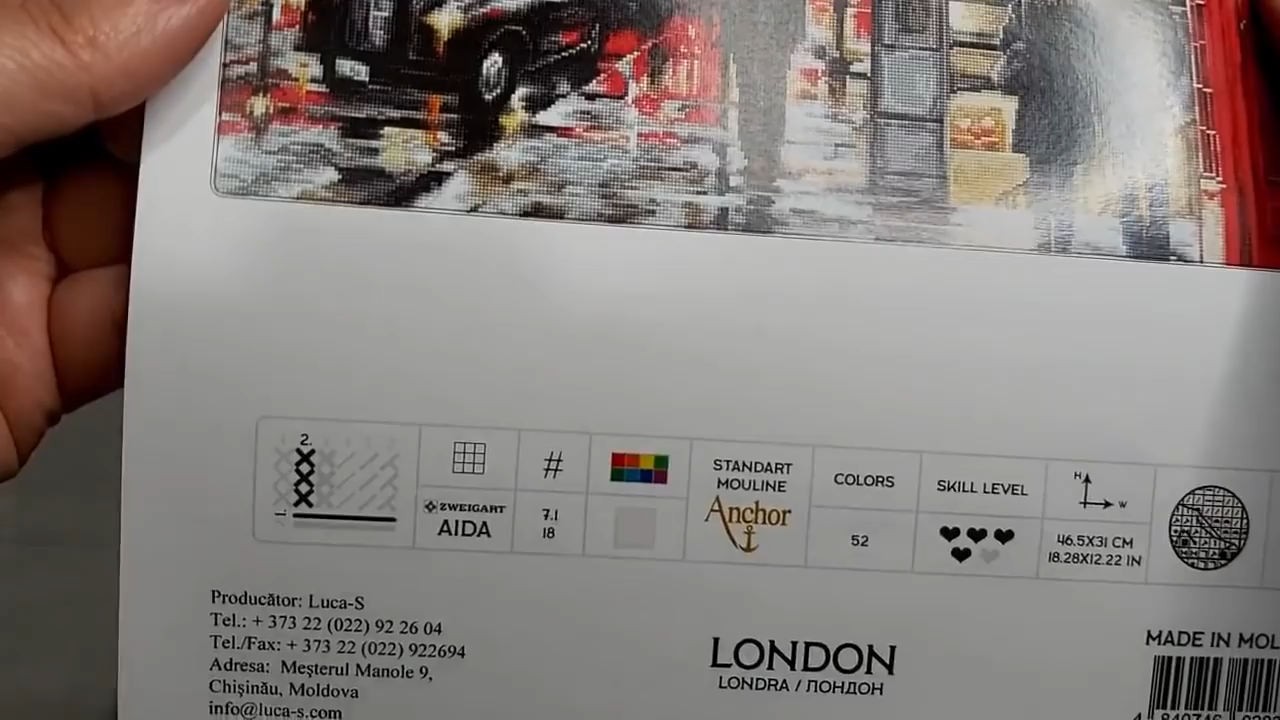 2.
1.
ZWEIGART
AIDA
#
7.1
18
STANDART
MOULINE
Anchor
COLORS
52
SKILL LEVEL
H
W
46.5X31 CM
18.28X12.22 IN
Producător: Luca-S
Tel.: + 373 22 (022) 92 26 04
Tel./Fax: + 373 22 (022) 922694
Adresa: Meșterul Manole 9,
Chișinău, Moldova
info@luca-s.com
LONDON
LONDRA / ЛОНДОН
MADE IN MOL